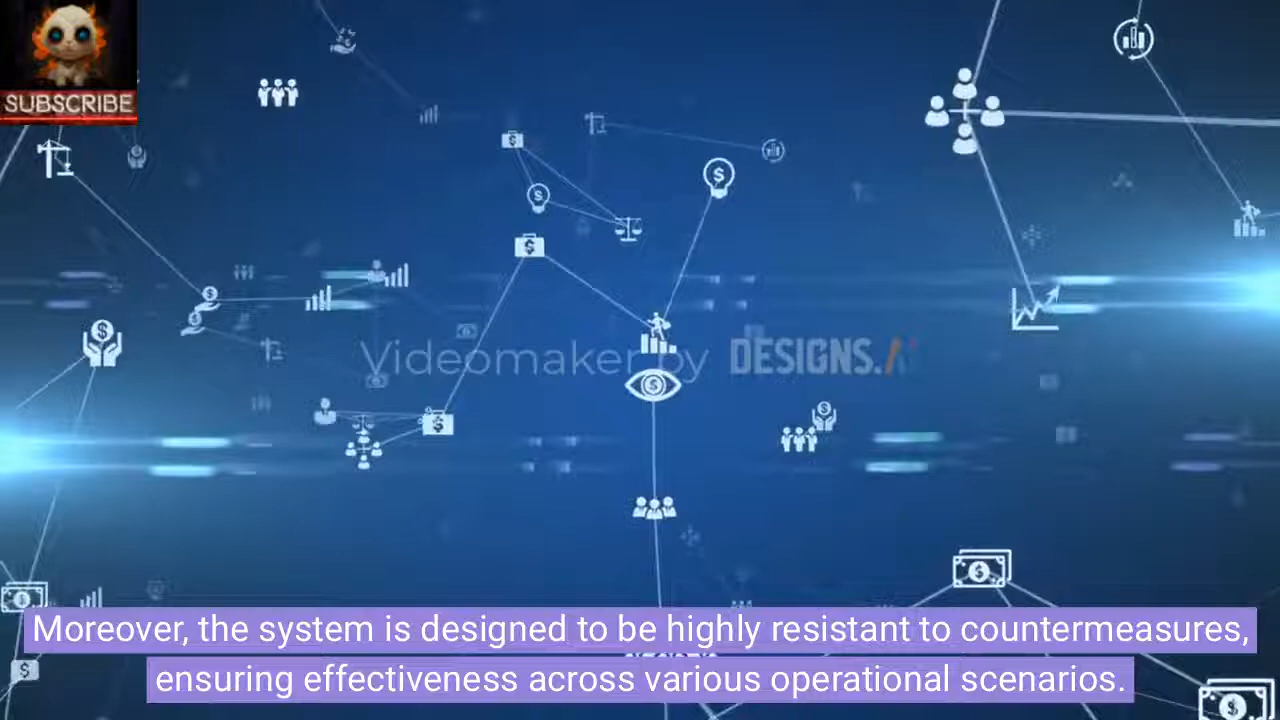 SUBSCRIBE
Videomaker by DESIGNS.AI
Moreover, the system is designed to be highly resistant to countermeasures,
ensuring effectiveness across various operational scenarios.